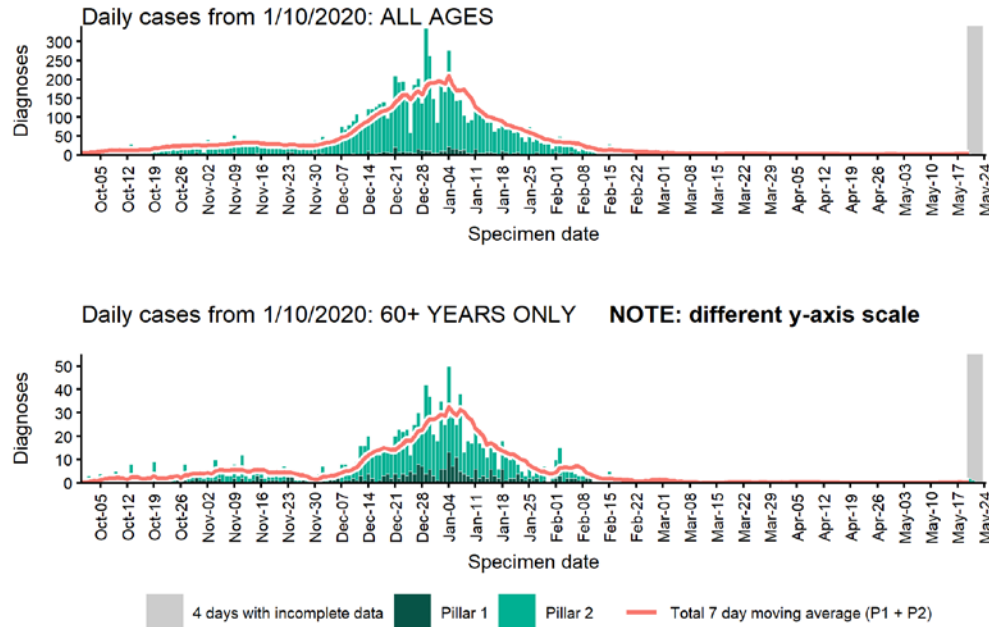 Daily cases from 1/10/2020: ALL AGES
Diagnoses
300
250
200
150
100
50
0
Oct-05
Oct-12
Oct-19
Oct-26
Nov-02
Nov-09
Nov-16
Nov-23
Nov-30
Dec-07
Dec-14
Dec-21
Dec-28
Jan-04
Jan-11
Jan-18
Jan-25
Feb-01
Feb-08
Feb-15
Feb-22
Mar-01
Mar-08
Mar-15
Mar-22
Mar-29
Apr-05
Apr-12
Apr-19
Apr-26
May-03
May-10
May-17
May-24
Specimen date
Daily cases from 1/10/2020: 60+ YEARS ONLY NOTE: different y-axis scale
Diagnoses
50
40
30
20
10
0
Oct-05
Oct-12
Oct-19
Oct-26
Nov-02
Nov-09
Nov-16
Nov-23
Nov-30
Dec-07
Dec-14
Dec-21
Dec-28
Jan-04
Jan-11
Jan-18
Jan-25
Feb-01
Feb-08
Feb-15
Feb-22
Mar-01
Mar-08
Mar-15
Mar-22
Mar-29
Apr-05
Apr-12
Apr-19
Apr-26
May-03
May-10
May-17
May-24
Specimen date
4 days with incomplete data Pillar 1 Pillar 2 Total 7 day moving average (P1 + P2)